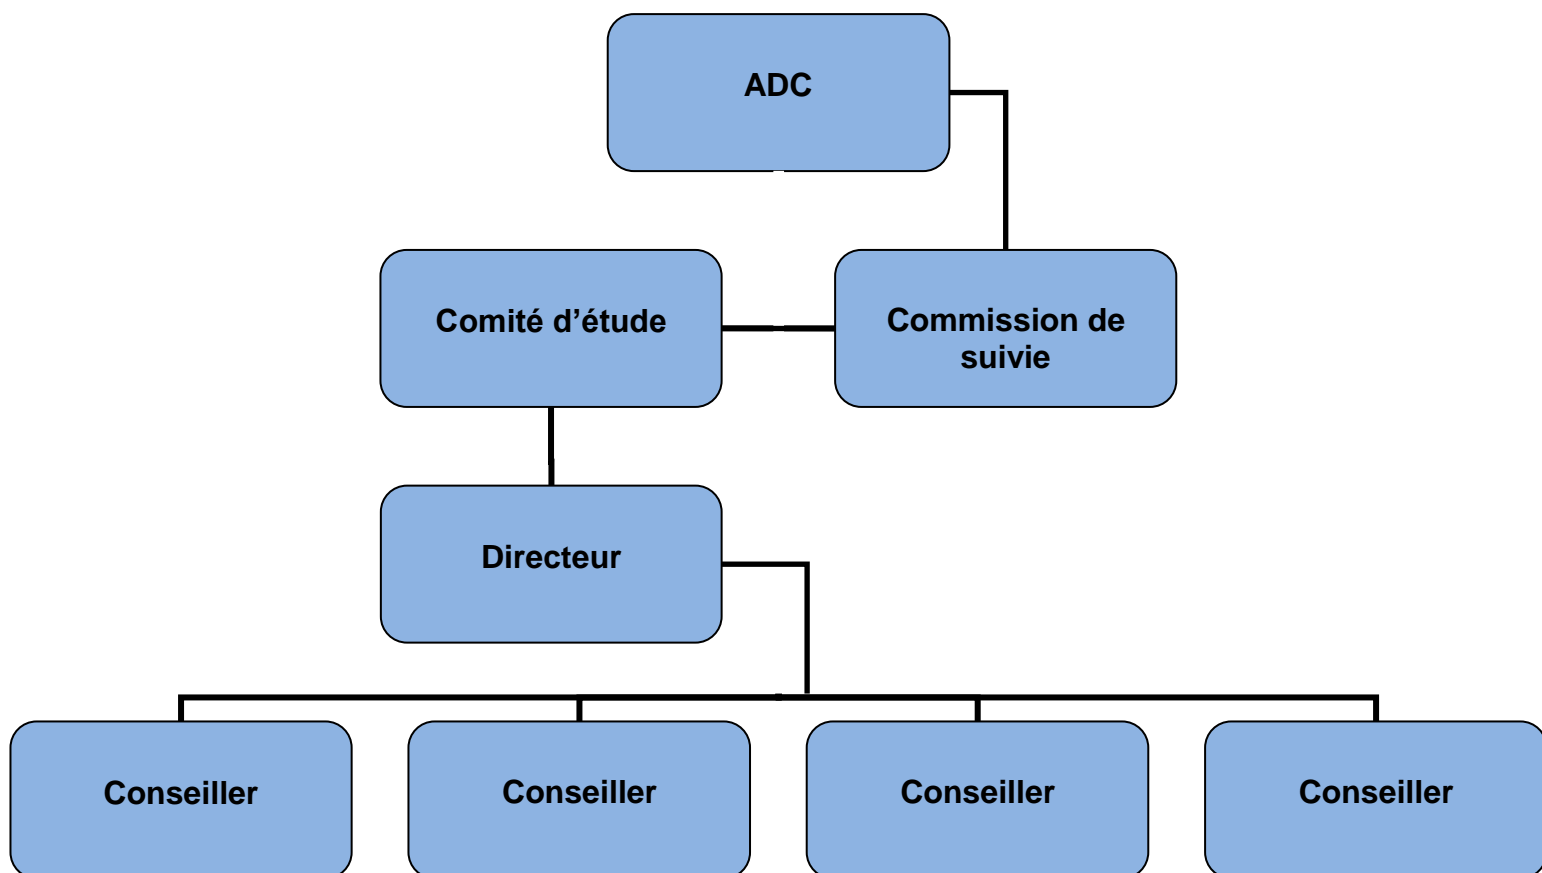 ADC
Comité d’étude
Commission de
suivie
Directeur
Conseiller
Conseiller
Conseiller
Conseiller